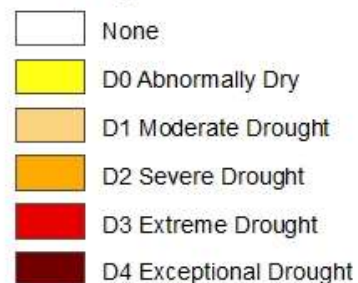 None
D0 Abnormally Dry
D1 Moderate Drought
D2 Severe Drought
D3 Extreme Drought
D4 Exceptional Drought